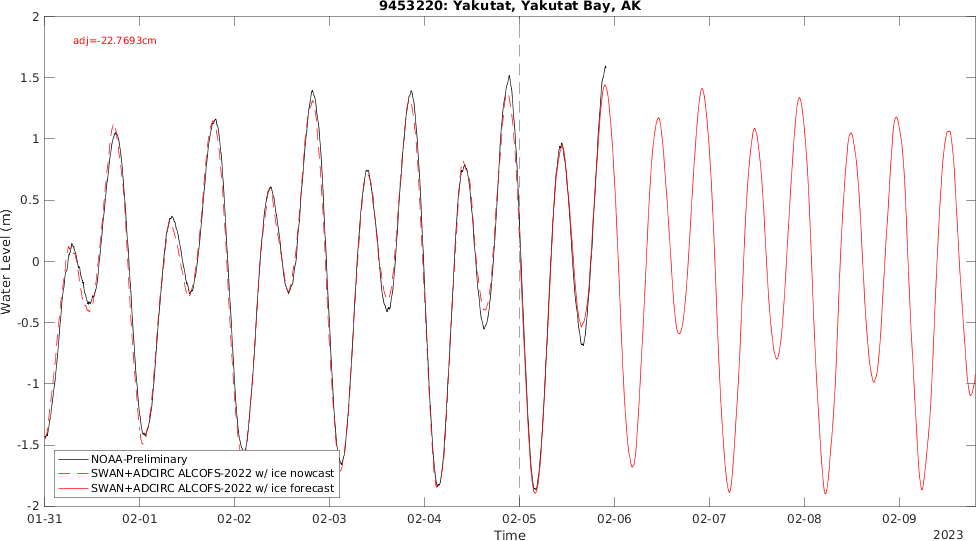 9453220: Yakutat, Yakutat Bay, AK
adj=-22.7693cm
2
1.5
1
0.5
0
-0.5
-1
-1.5
-2
Water Level (m)
NOAA-Preliminary
SWAN+ADCIRC ALCOFS-2022 w/ ice nowcast
SWAN+ADCIRC ALCOFS-2022 w/ ice forecast
01-31 02-01 02-02 02-03 02-04 02-05 02-06 02-07 02-08 02-09
Time
2023